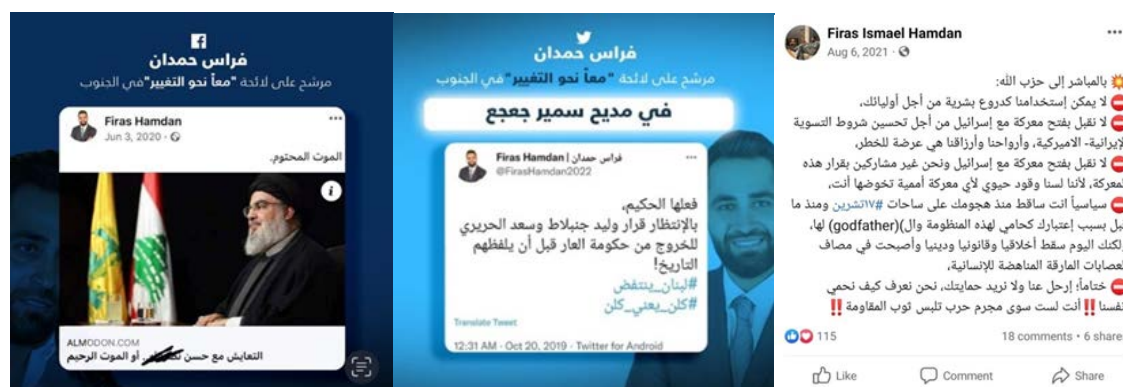 فراس حمدان
مرشح على لائحة "معاً نحو التغيير" في الجنوب
Firas Hamdan
Jun 3, 2020
الموت المحتوم.
ALMODON.COM
التعايش مع حسن أو الموت الرحيم
فراس حمدان
مرشح على لائحة "معاً نحو التغيير" في الجنوب
في مديح سمير جعجع
Firas Hamdan | فراس حمدان
@FirasHamdan2022
فعلها الحكيم،
بالإنتظار قرار وليد جنبلاط وسعد الحريري
للخروج من حكومة العار قبل أن يلفظهم
التاريخ!
#لبنان_ينتفض
#كلن_يعني_كلن
Translate Tweet
12:31 AM · Oct 20, 2019 · Twitter for Android
Firas Ismael Hamdan
Aug 6, 2021
💥 بالمباشر إلى حزب الله:
⛔ لا يمكن إستخدامنا كدروع بشرية من أجل أوليائك،
⛔ لا نقبل بفتح معركة مع إسرائيل من أجل تحسين شروط التسوية
الإيرانية- الاميركية، وأرواحنا وأرزاقنا هي عرضة للخطر،
⛔ لا نقبل بفتح معركة مع إسرائيل ونحن غير مشاركين بقرار هذه
لمعركة، لأننا لسنا وقود حيوي لأي معركة أممية تخوضها أنت،
⛔ سياسياً انت ساقط منذ هجومك على ساحات #١٧تشرين ومنذ ما
قبل بسبب إعتبارك كحامي لهذه المنظومة وال)(godfather) لها،
لكنك اليوم سقط أخلاقيا وقانونيا ودينيا وأصبحت في مصاف
لعصابات المارقة المناهضة للإنسانية،
⛔ ختاماً؛ إرحل عنا ولا نريد حمايتك، نحن نعرف كيف نحمي
نفسنا ‼️ أنت لست سوى مجرم حرب تلبس ثوب المقاومة ‼️
115
18 comments • 6 share
Like
Comment
Share